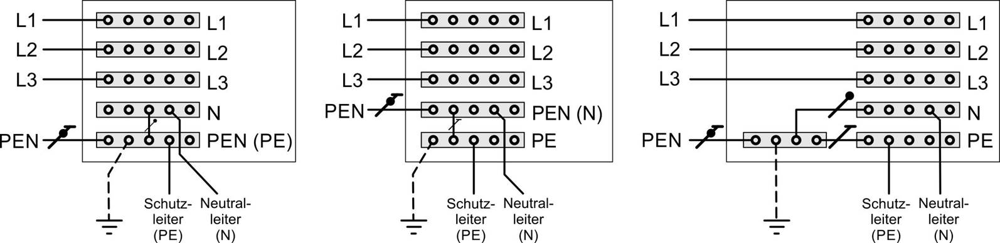 L1
L1
L2
L2
L3
L3
N
PEN
PEN (PE)
Schutz-
leiter
(PE)
Neutral-
leiter
(N)
L1
L1
L2
L2
L3
L3
PEN
PEN (N)
PE
Schutz-
leiter
(PE)
Neutral-
leiter
(N)
L1
L1
L2
L2
L3
L3
N
PEN
PE
Schutz-
leiter
(PE)
Neutral-
leiter
(N)